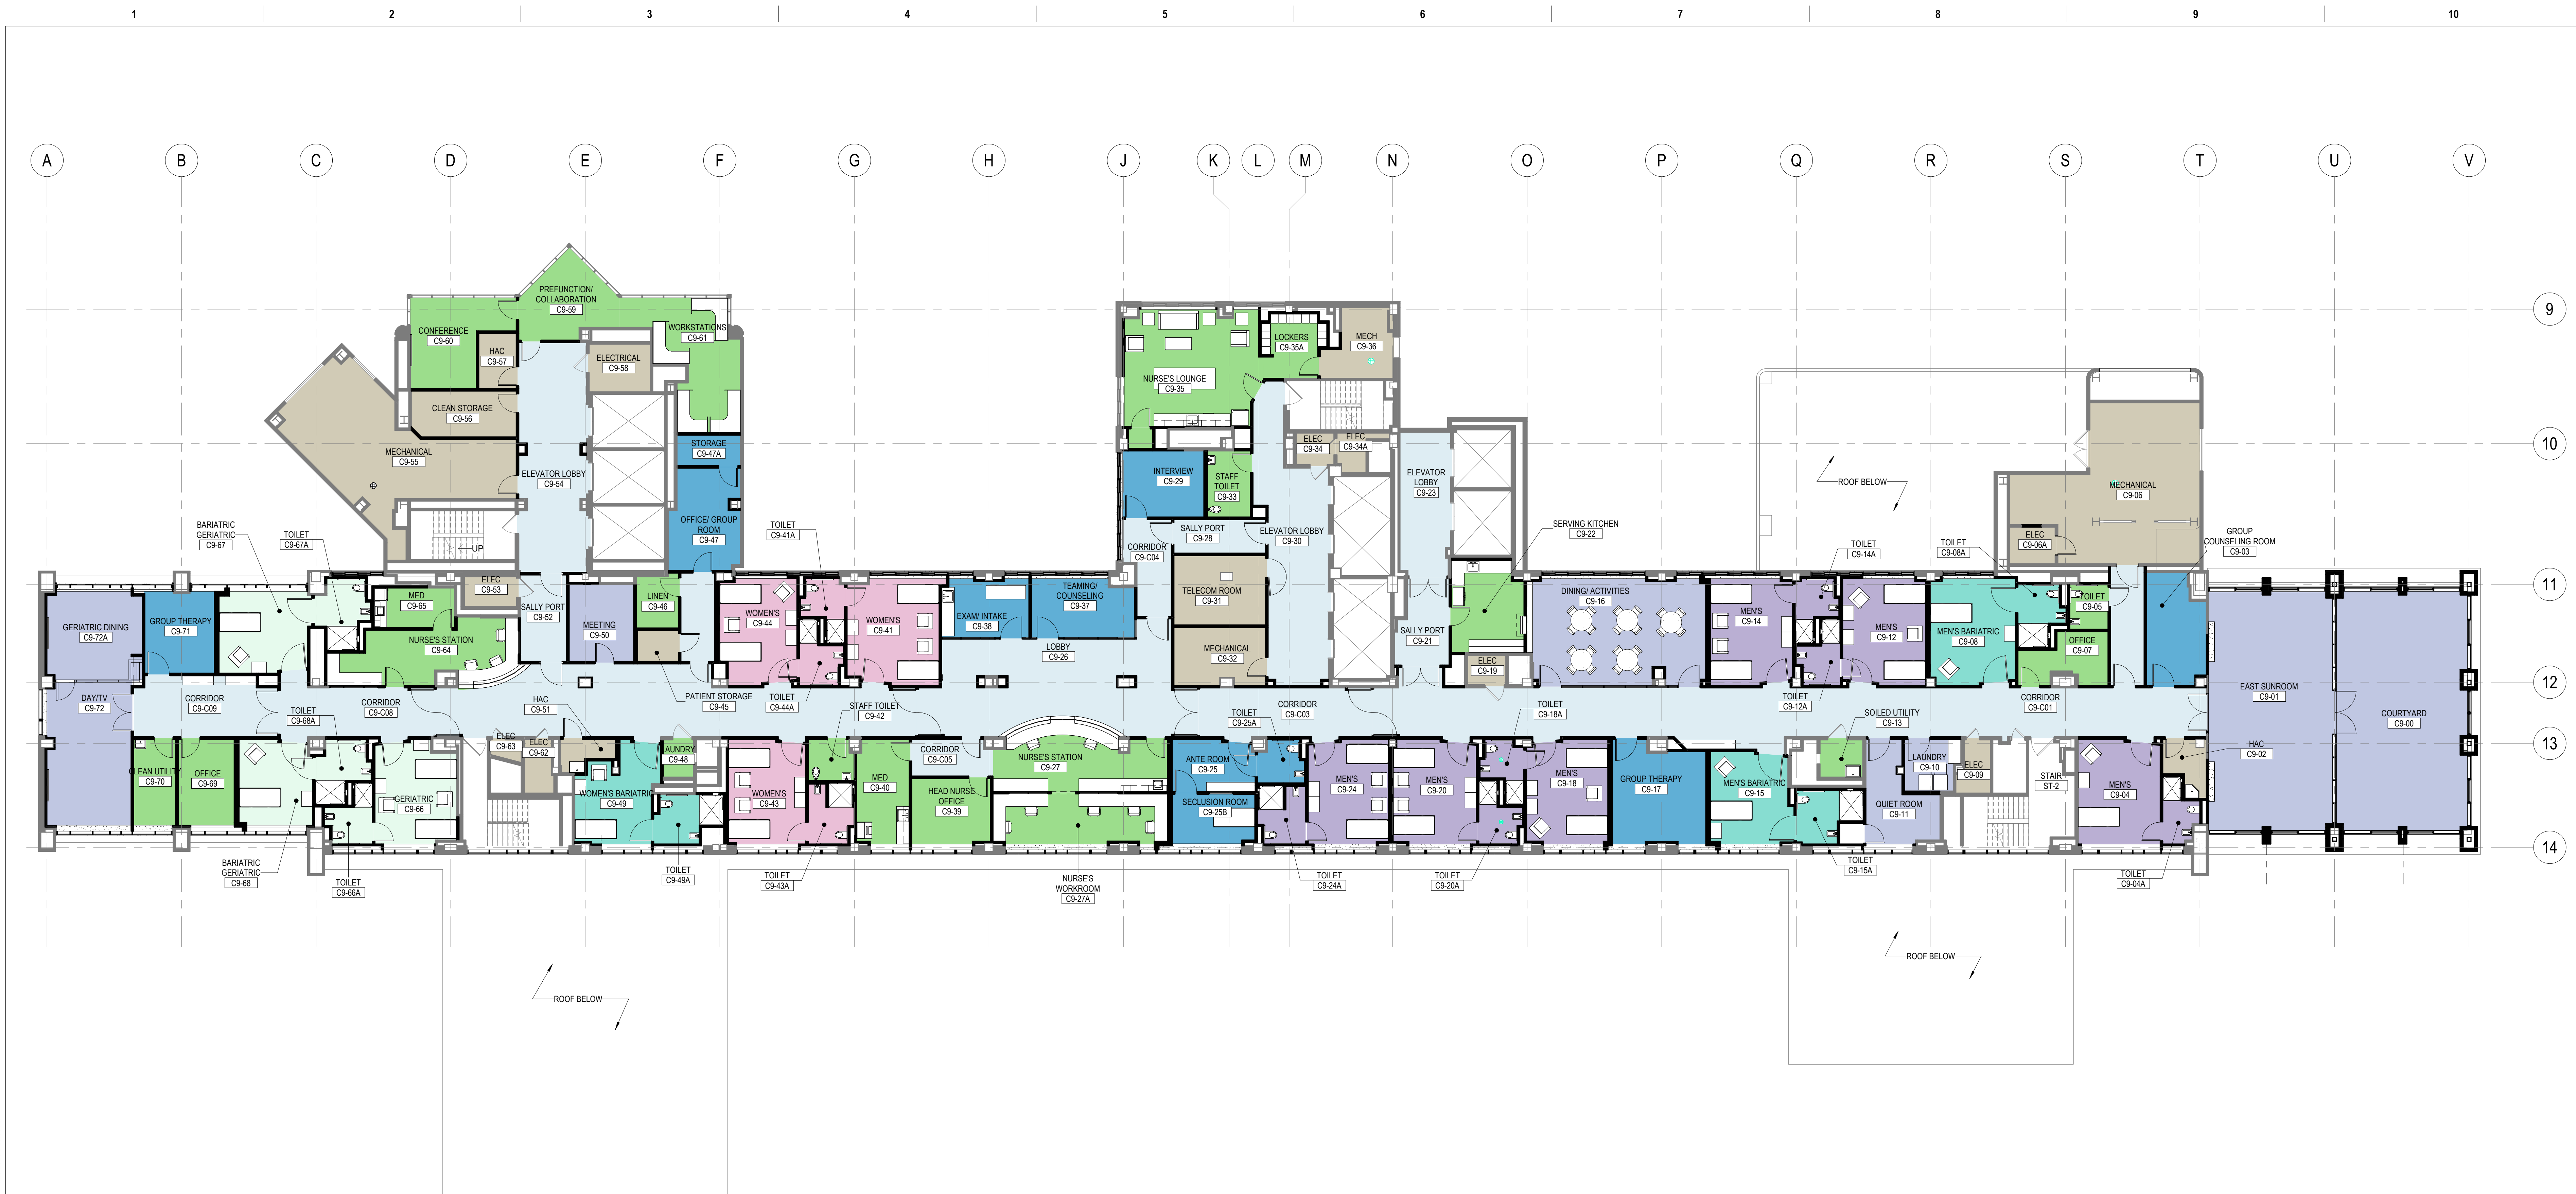 1 2 3 4 5 6 7 8 9 10
A B C D E F G H J K L M N O P Q R S T U V
9
10
11
12
13
14
PREFUNCTION/
COLLABORATION
C9-59
CONFERENCE
C9-60
HAC
C9-57
WORKSTATIONS
C9-61
ELECTRICAL
C9-58
CLEAN STORAGE
C9-56
MECHANICAL
C9-55
ELEVATOR LOBBY
C9-54
STORAGE
C9-47A
OFFICE/ GROUP
ROOM
C9-47
UP
BARIATRIC
GERIATRIC
C9-67
TOILET
C9-67A
TOILET
C9-41A
NURSE'S LOUNGE
C9-35
LOCKERS
C9-35A
MECH
C9-36
ELEC
C9-34
ELEC
C9-34A
INTERVIEW
C9-29
STAFF
TOILET
C9-33
SALLY PORT
C9-28
ELEVATOR LOBBY
C9-30
CORRIDOR
C9-C04
TELECOM ROOM
C9-31
MECHANICAL
C9-32
ELEVATOR
LOBBY
C9-23
SERVING KITCHEN
C9-22
SALLY PORT
C9-21
ELEC
C9-19
ROOF BELOW
MECHANICAL
C9-06
ELEC
C9-06A
GROUP
COUNSELING ROOM
C9-03
TOILET
C9-14A
TOILET
C9-08A
GERIATRIC DINING
C9-72A
GROUP THERAPY
C9-71
MED
C9-65
NURSE'S STATION
C9-64
ELEC
C9-53
SALLY PORT
C9-52
MEETING
C9-50
LINEN
C9-46
WOMEN'S
C9-44
WOMEN'S
C9-41
EXAM/ INTAKE
C9-38
TEAMING/
COUNSELING
C9-37
LOBBY
C9-26
DINING/ ACTIVITIES
C9-16
MEN'S
C9-14
MEN'S
C9-12
MEN'S BARIATRIC
C9-08
TOILET
C9-05
OFFICE
C9-07
DAY/TV
C9-72
CORRIDOR
C9-C09
TOILET
C9-68A
CORRIDOR
C9-C08
HAC
C9-51
PATIENT STORAGE
C9-45
TOILET
C9-44A
STAFF TOILET
C9-42
TOILET
C9-25A
CORRIDOR
C9-C03
TOILET
C9-18A
TOILET
C9-12A
SOILED UTILITY
C9-13
CORRIDOR
C9-C01
EAST SUNROOM
C9-01
COURTYARD
C9-00
CLEAN UTILITY
C9-70
OFFICE
C9-69
GERIATRIC
C9-66
ELEC
C9-63
ELEC
C9-62
WOMEN'S BARIATRIC
C9-49
LAUNDRY
C9-48
WOMEN'S
C9-43
MED
C9-40
CORRIDOR
C9-C05
HEAD NURSE
OFFICE
C9-39
NURSE'S STATION
C9-27
ANTE ROOM
C9-25
SECLUSION ROOM
C9-25B
MEN'S
C9-24
MEN'S
C9-20
MEN'S
C9-18
GROUP THERAPY
C9-17
MEN'S BARIATRIC
C9-15
QUIET ROOM
C9-11
LAUNDRY
C9-10
ELEC
C9-09
STAIR
ST-2
MEN'S
C9-04
HAC
C9-02
BARIATRIC
GERIATRIC
C9-68
TOILET
C9-66A
TOILET
C9-49A
TOILET
C9-43A
NURSE'S
WORKROOM
C9-27A
TOILET
C9-24A
TOILET
C9-20A
TOILET
C9-15A
TOILET
C9-04A
ROOF BELOW
ROOF BELOW